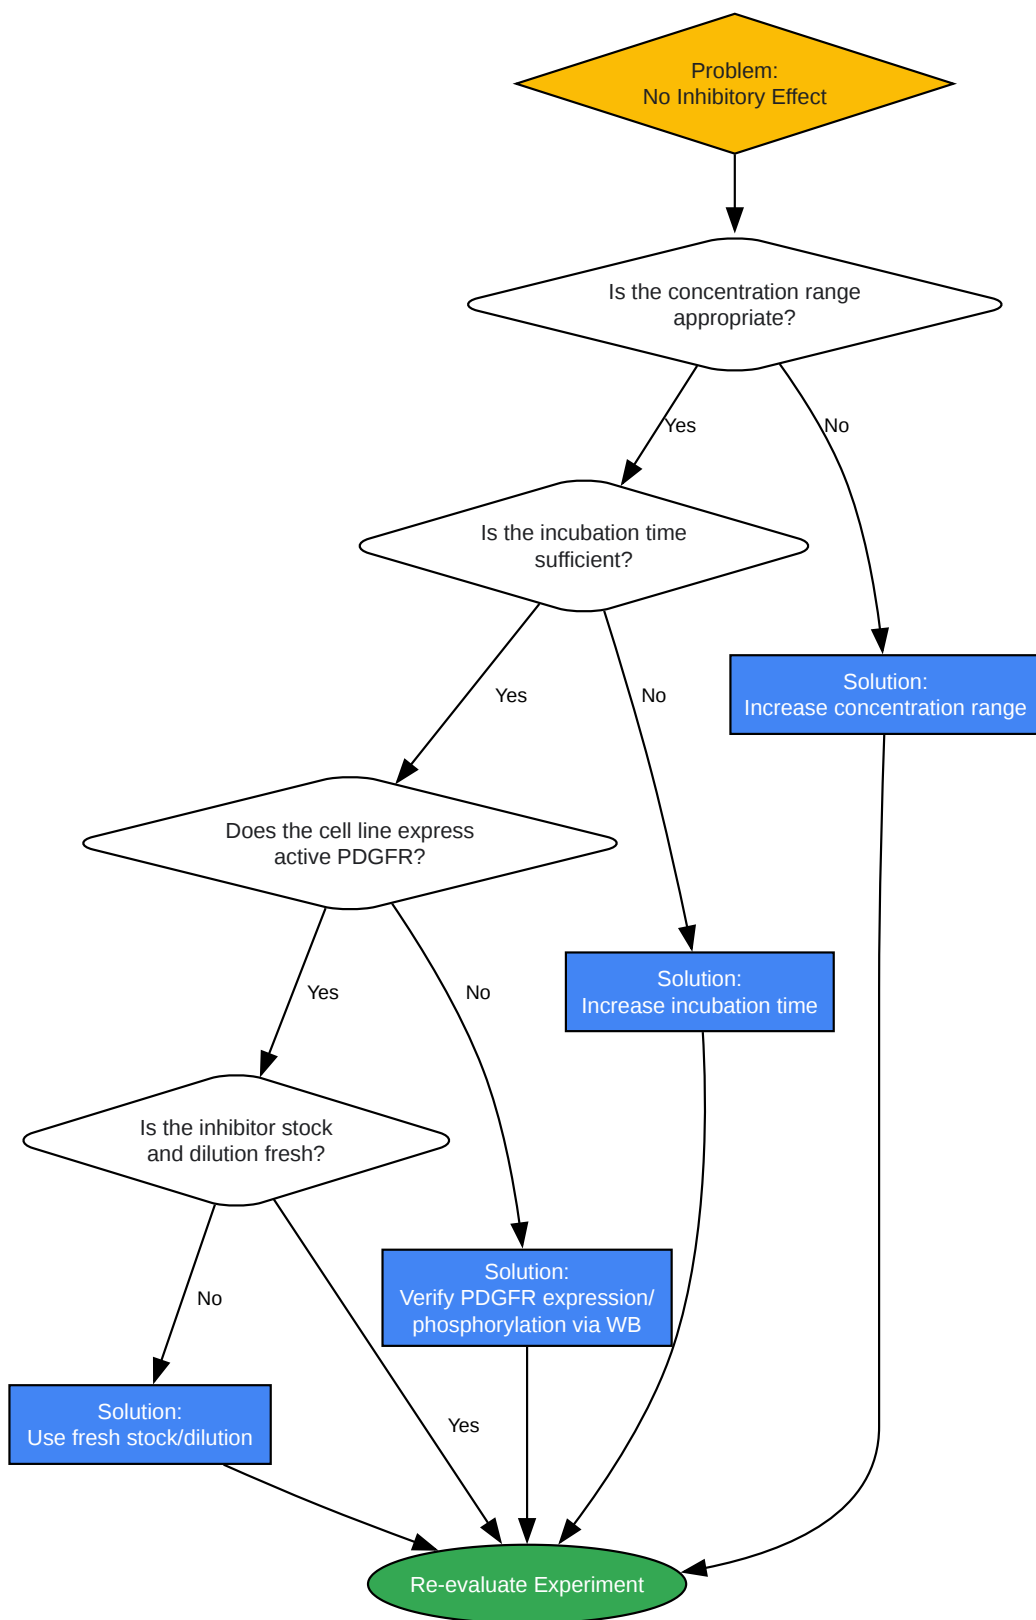 Problem:
No Inhibitory Effect
Is the concentration range
appropriate?
Yes
No
Is the incubation time
sufficient?
Solution:
Increase concentration range
Yes
No
Does the cell line express
active PDGFR?
Solution:
Increase incubation time
Yes
No
Is the inhibitor stock
and dilution fresh?
Solution:
Verify PDGFR expression/
phosphorylation via WB
No
Solution:
Use fresh stock/dilution
Yes
Re-evaluate Experiment